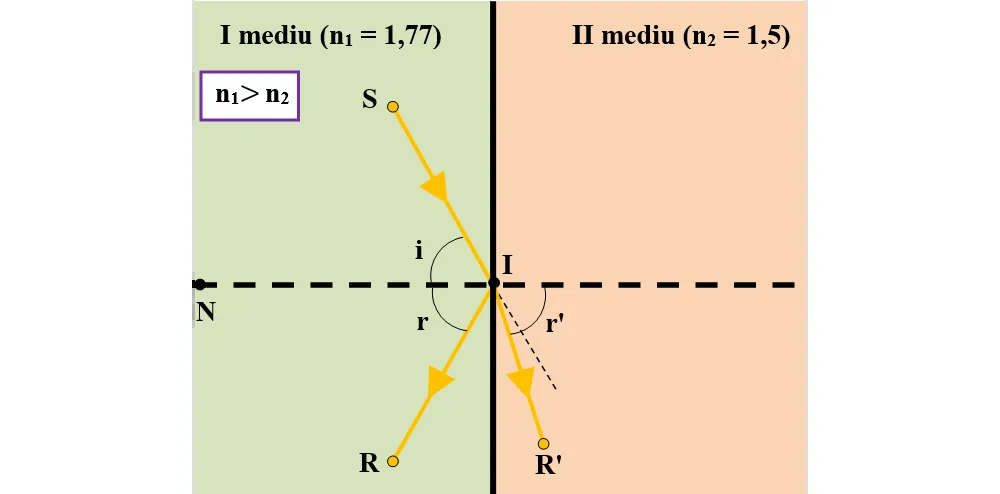 I mediu (n₁ = 1,77)
II mediu (n₂ = 1,5)
n₁> n₂
S
i
I
N
r
r'
R
R'